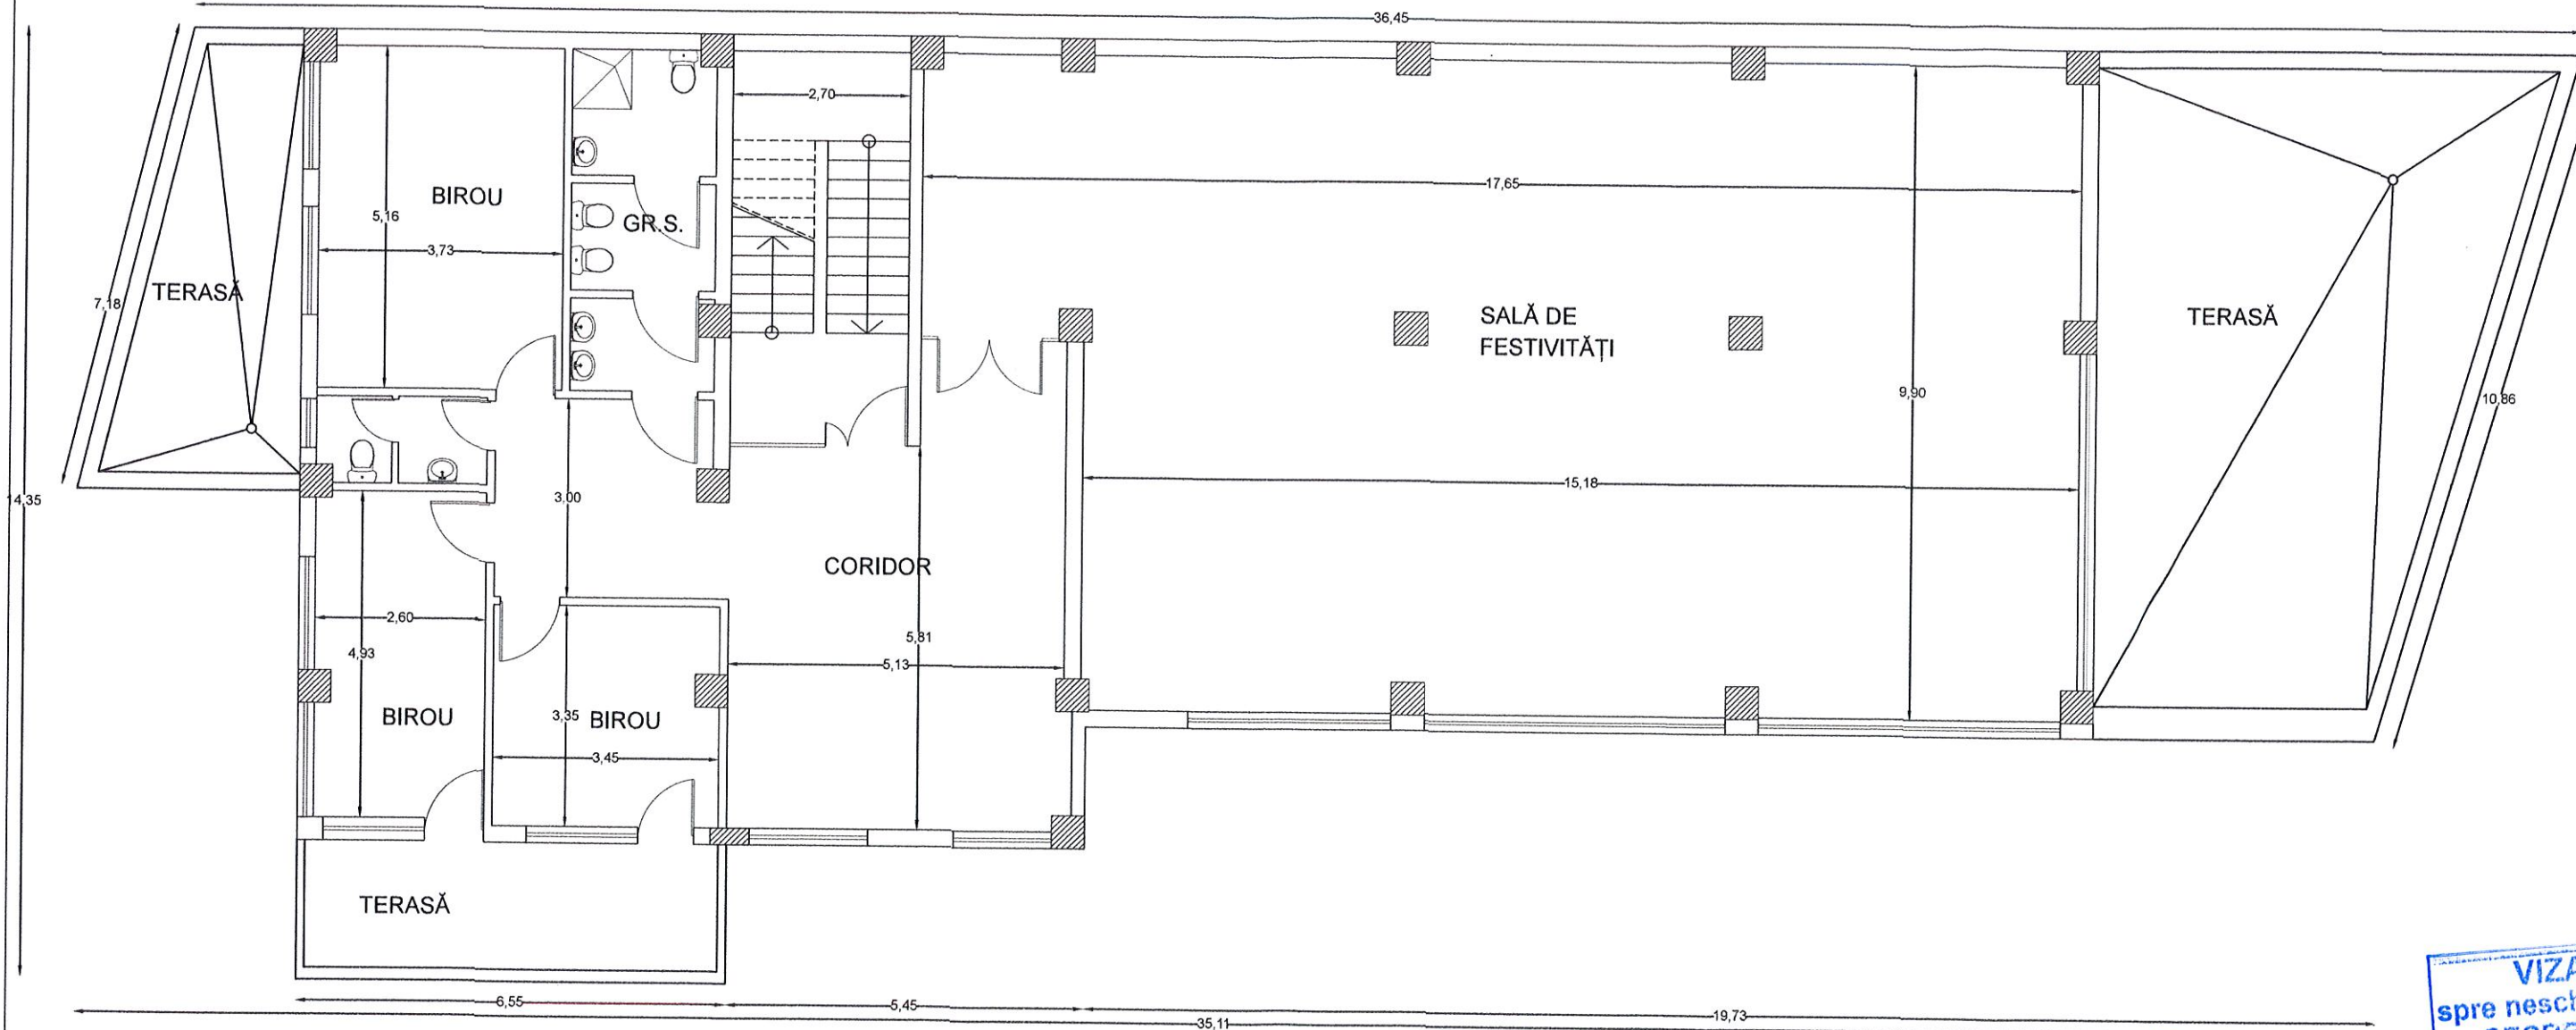 36,45
2,70
17,65
BIROU
5,16
GR.S.
3,73
TERASĂ
7,18
SALĂ DE
FESTIVITĂȚI
TERASĂ
9,90
10,86
14,35
3,00
15,18
CORIDOR
2,60
4,93
5,81
5,13
BIROU
3,35
BIROU
3,45
TERASĂ
6,55
5,45
19,73
35,11
VIZA
spre nesc